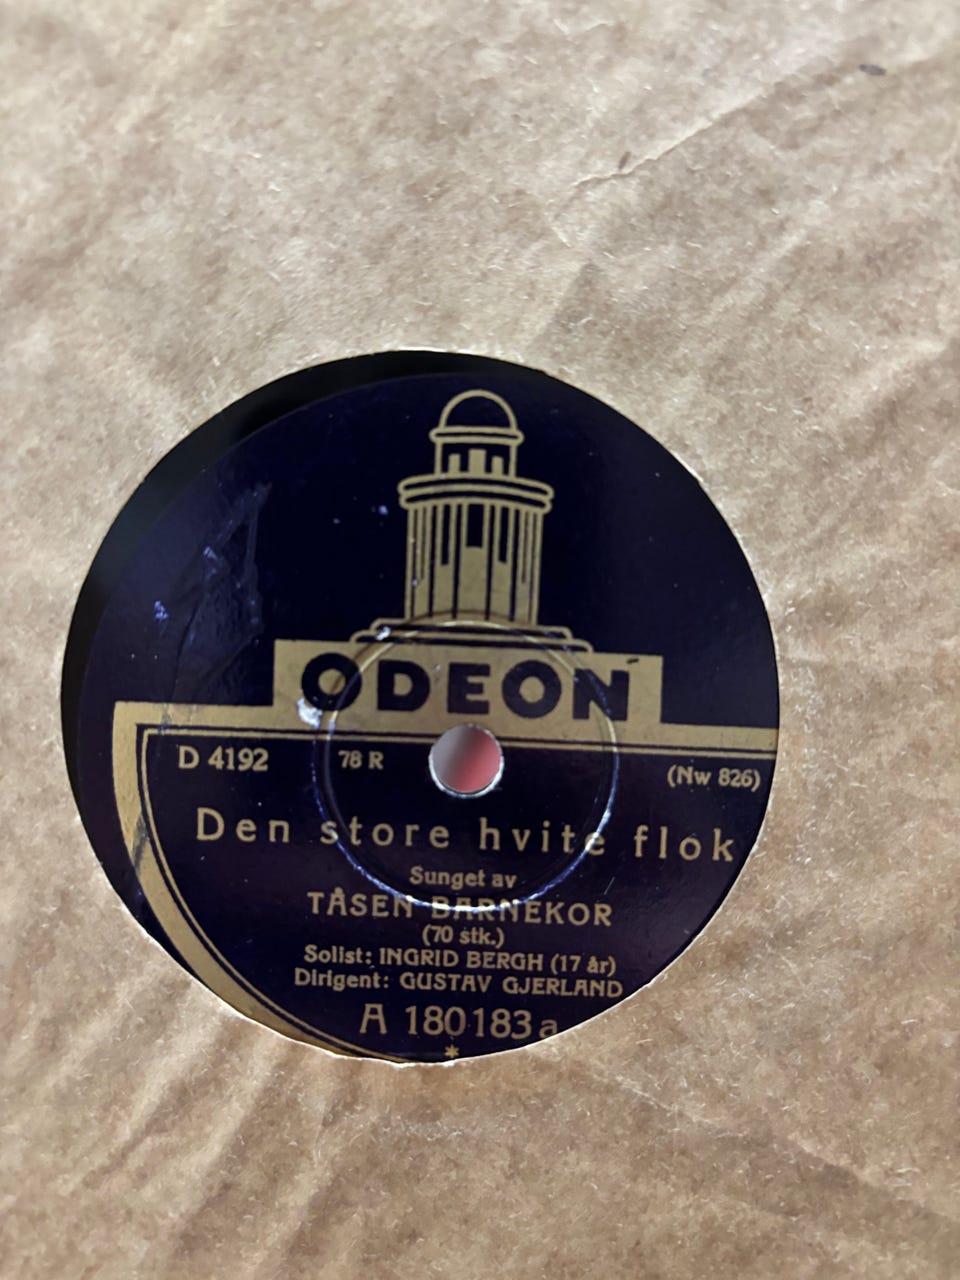 ODEON
D 4192 78 R (Nw 826)
Den store hvite flok
Sunget av
TÅSEN BARNEKOR
(70 stk.)
Solist: INGRID BERGH (17 år)
Dirigent: GUSTAV GJERLAND
A 180183a
*